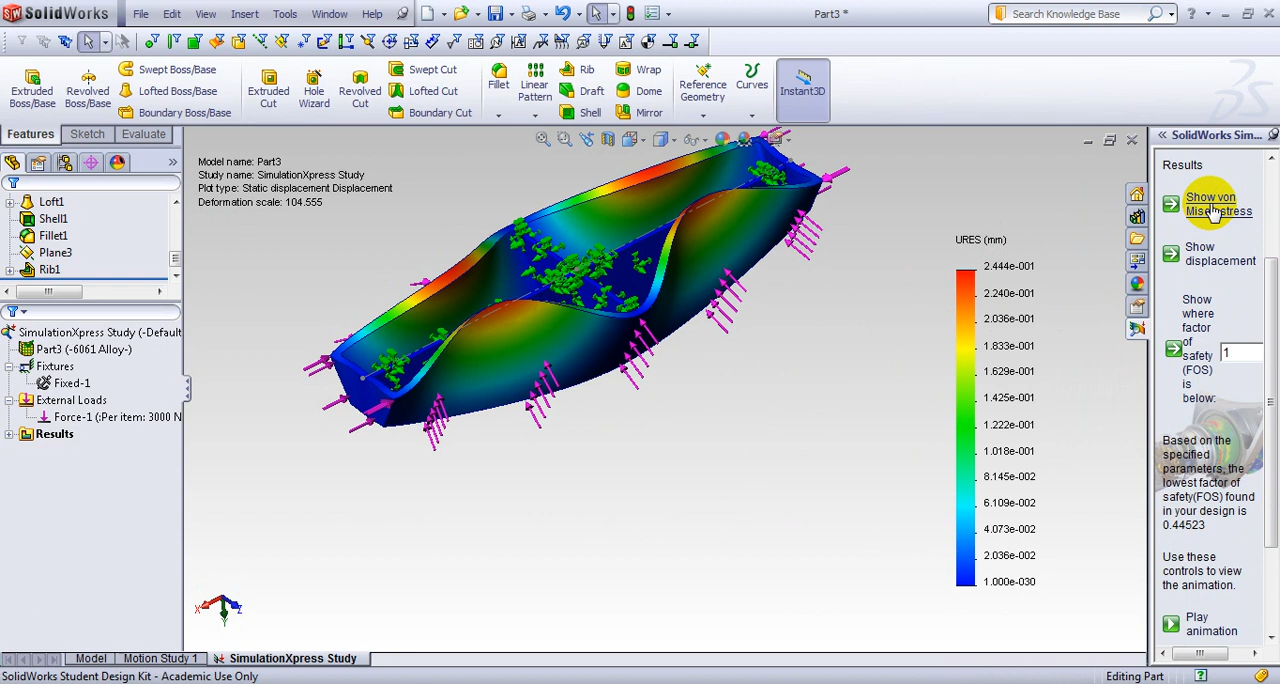 SolidWorks
File Edit View Insert Tools Window Help
Part3 *
Search Knowledge Base
Extruded Boss/Base
Revolved Boss/Base
Swept Boss/Base
Lofted Boss/Base
Boundary Boss/Base
Extruded Cut
Hole Wizard
Revolved Cut
Swept Cut
Lofted Cut
Boundary Cut
Fillet
Linear Pattern
Rib
Draft
Shell
Wrap
Dome
Mirror
Reference Geometry
Curves
Instant3D
Features Sketch Evaluate
Loft1
Shell1
Fillet1
Plane3
Rib1
SimulationXpress Study (-Default
Part3 (-6061 Alloy-)
Fixtures
Fixed-1
External Loads
Force-1 (:Per item: 3000 N
Results
Model name: Part3
Study name: SimulationXpress Study
Plot type: Static displacement Displacement
Deformation scale: 104.555
URES (mm)
2.444e-001
2.240e-001
2.036e-001
1.833e-001
1.629e-001
1.425e-001
1.222e-001
1.018e-001
8.145e-002
6.109e-002
4.073e-002
2.036e-002
1.000e-030
X
Y
Z
SolidWorks Sim...
Results
Show von
Mises stress
Show
displacement
Show
where
factor
of
safety
(FOS)
is
below:
1
Based on the
specified
parameters, the
lowest factor of
safety(FOS) found
in your design is
0.44523
Use these
controls to view
the animation.
Play
animation
Model Motion Study 1 SimulationXpress Study
SolidWorks Student Design Kit - Academic Use Only
Editing Part